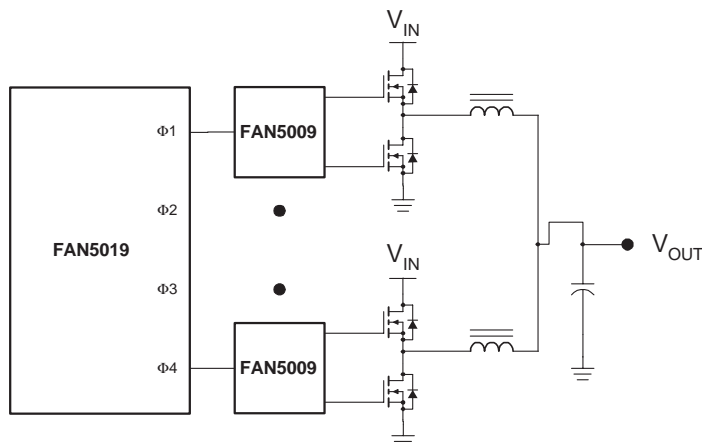 V_IN
Φ1
FAN5009
Φ2
FAN5019
V_OUT
V_IN
Φ3
Φ4
FAN5009